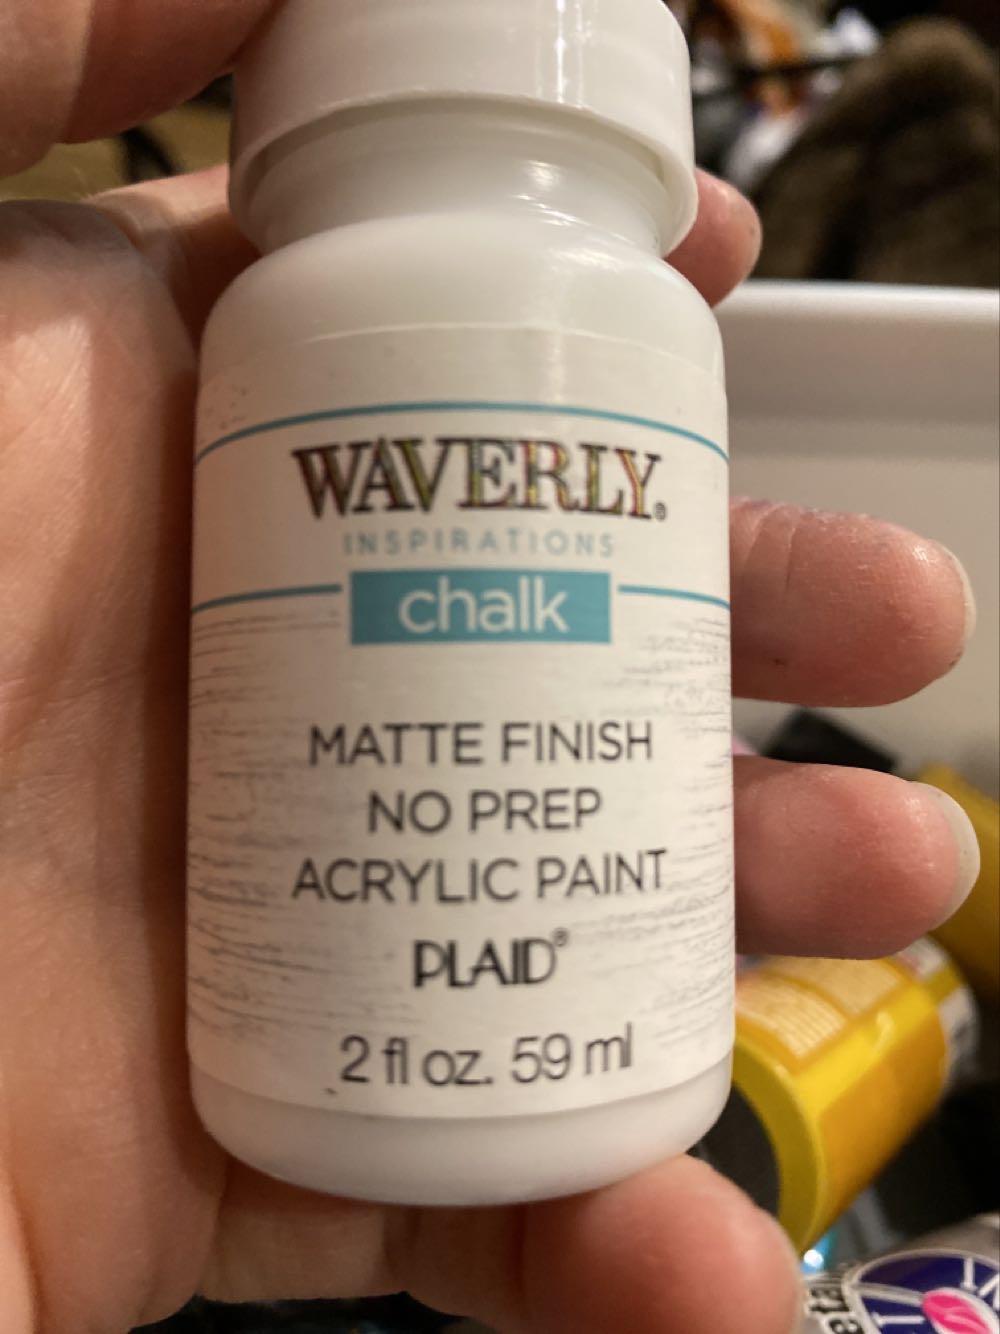 WAVERLY®
INSPIRATIONS
chalk
MATTE FINISH
NO PREP
ACRYLIC PAINT
PLAID®
2 fl oz. 59 ml